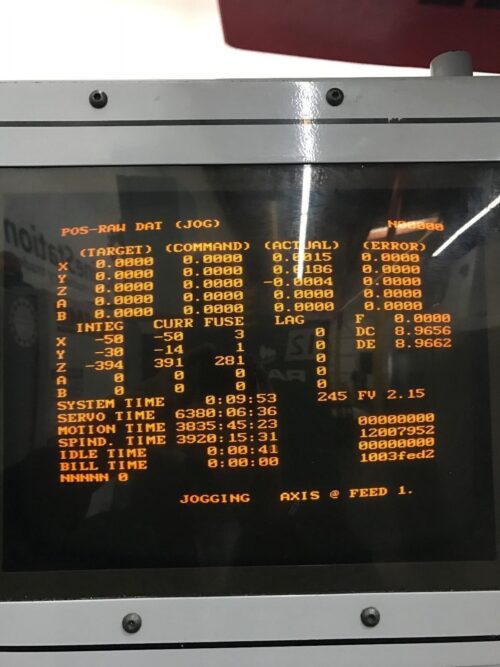 POS-RAW DAT (JOG) N00000
(TARGET) (COMMAND) (ACTUAL) (ERROR)
X 0.0000 0.0000 0.0015 0.0000
Y 0.0000 0.0000 0.0186 0.0000
Z 0.0000 0.0000 -0.0004 0.0000
A 0.0000 0.0000 0.0000 0.0000
B 0.0000 0.0000 0.0000 0.0000
INTEG CURR FUSE LAG F 0.0000
X -50 -50 3 0 DC 8.9656
Y -30 -14 1 0 DE 8.9662
Z -394 391 281 0
A 0 0 0
B 0 0 0
SYSTEM TIME 0:09:53 245 FV 2.15
SERVO TIME 6380:06:36
MOTION TIME 3835:45:23 00000000
SPIND. TIME 3920:15:31 12007952
IDLE TIME 0:00:41 00000000
BILL TIME 0:00:00 1003fed2
NNNNN 0
JOGGING AXIS @ FEED 1.